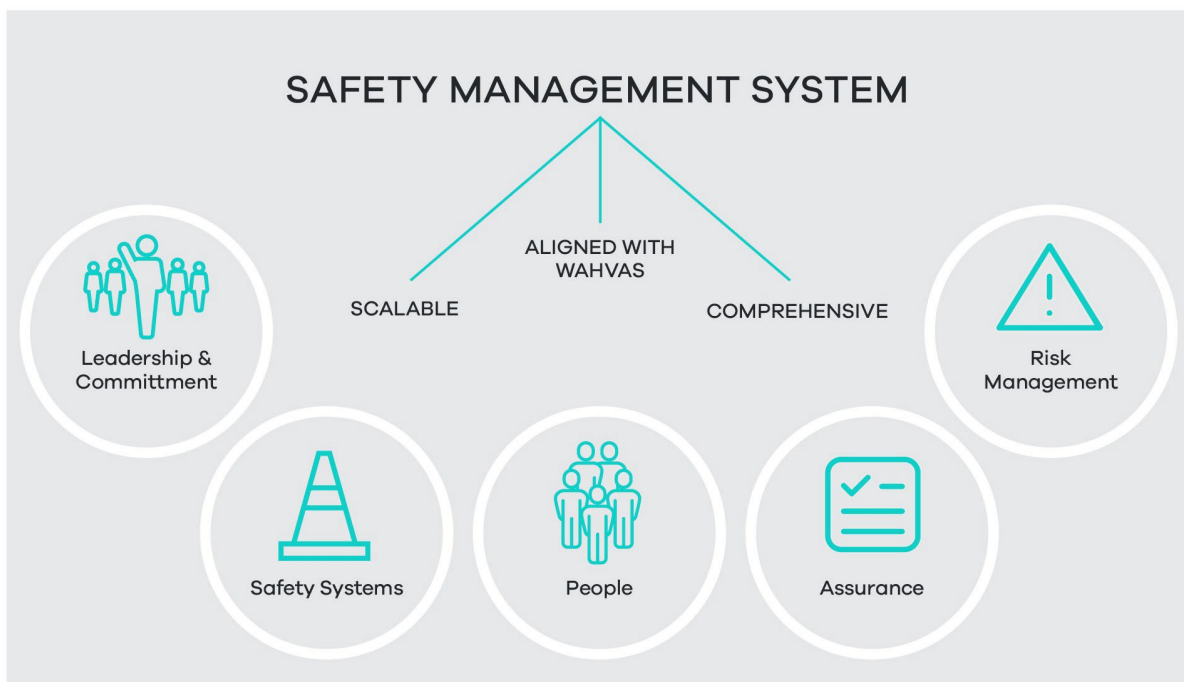 SAFETY MANAGEMENT SYSTEM
ALIGNED WITH
WAHVAS
SCALABLE
COMPREHENSIVE
Leadership &
Committment
Risk
Management
Safety Systems
People
Assurance